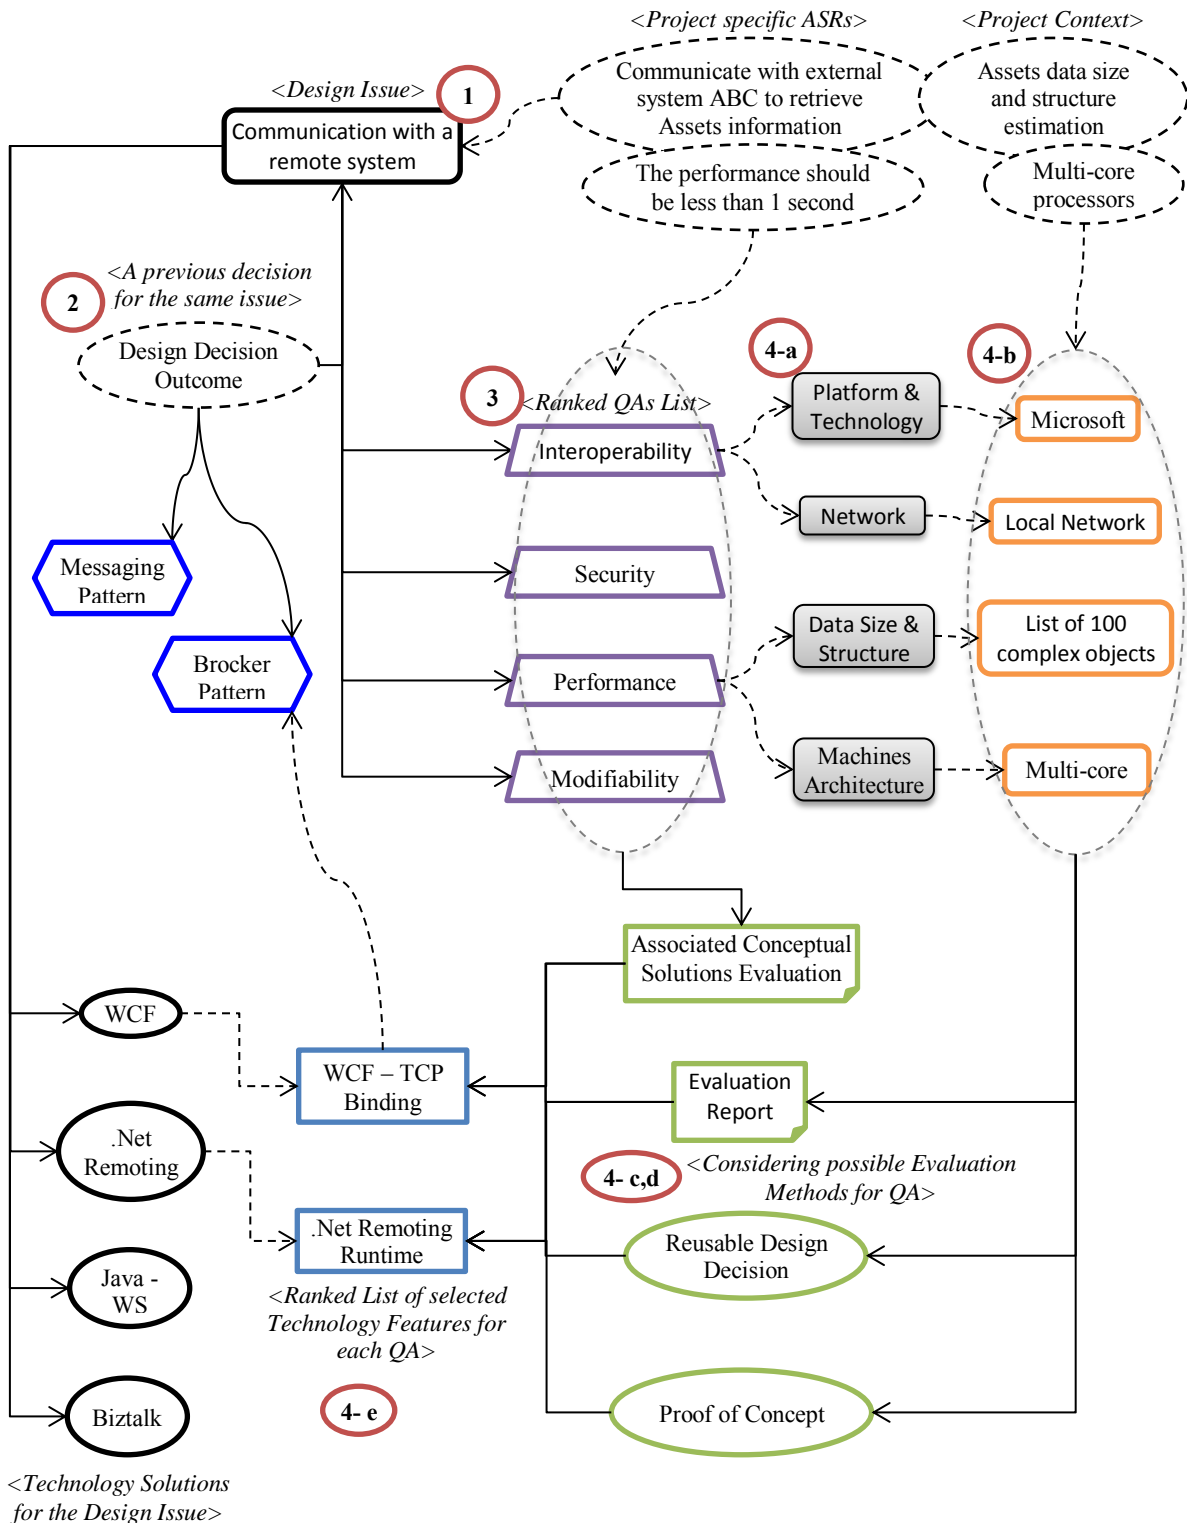 <Project specific ASRs>
<Project Context>
Communicate with external
system ABC to retrieve
Assets information
Assets data size
and structure
estimation
<Design Issue>
1
Communication with a
remote system
The performance should
be less than 1 second
Multi-core
processors
2
<A previous decision
for the same issue>
Design Decision
Outcome
3
<Ranked QAs List>
4-a
4-b
Platform &
Technology
Microsoft
Interoperability
Network
Local Network
Messaging
Pattern
Security
Data Size &
Structure
List of 100
complex objects
Brocker
Pattern
Performance
Machines
Architecture
Multi-core
Modifiability
Associated Conceptual
Solutions Evaluation
WCF
WCF – TCP
Binding
Evaluation
Report
.Net
Remoting
4- c,d
<Considering possible Evaluation
Methods for QA>
.Net Remoting
Runtime
Reusable Design
Decision
Java -
WS
<Ranked List of selected
Technology Features for
each QA>
4- e
Biztalk
Proof of Concept
<Technology Solutions
for the Design Issue>